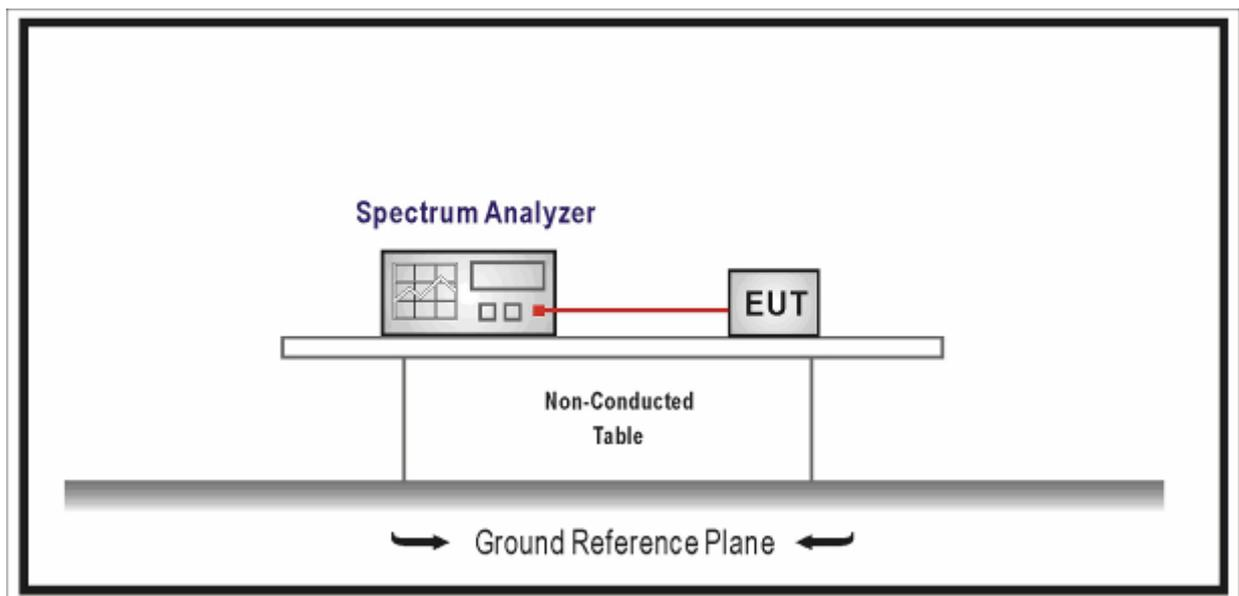 Spectrum Analyzer
EUT
Non-Conducted
Table
Ground Reference Plane